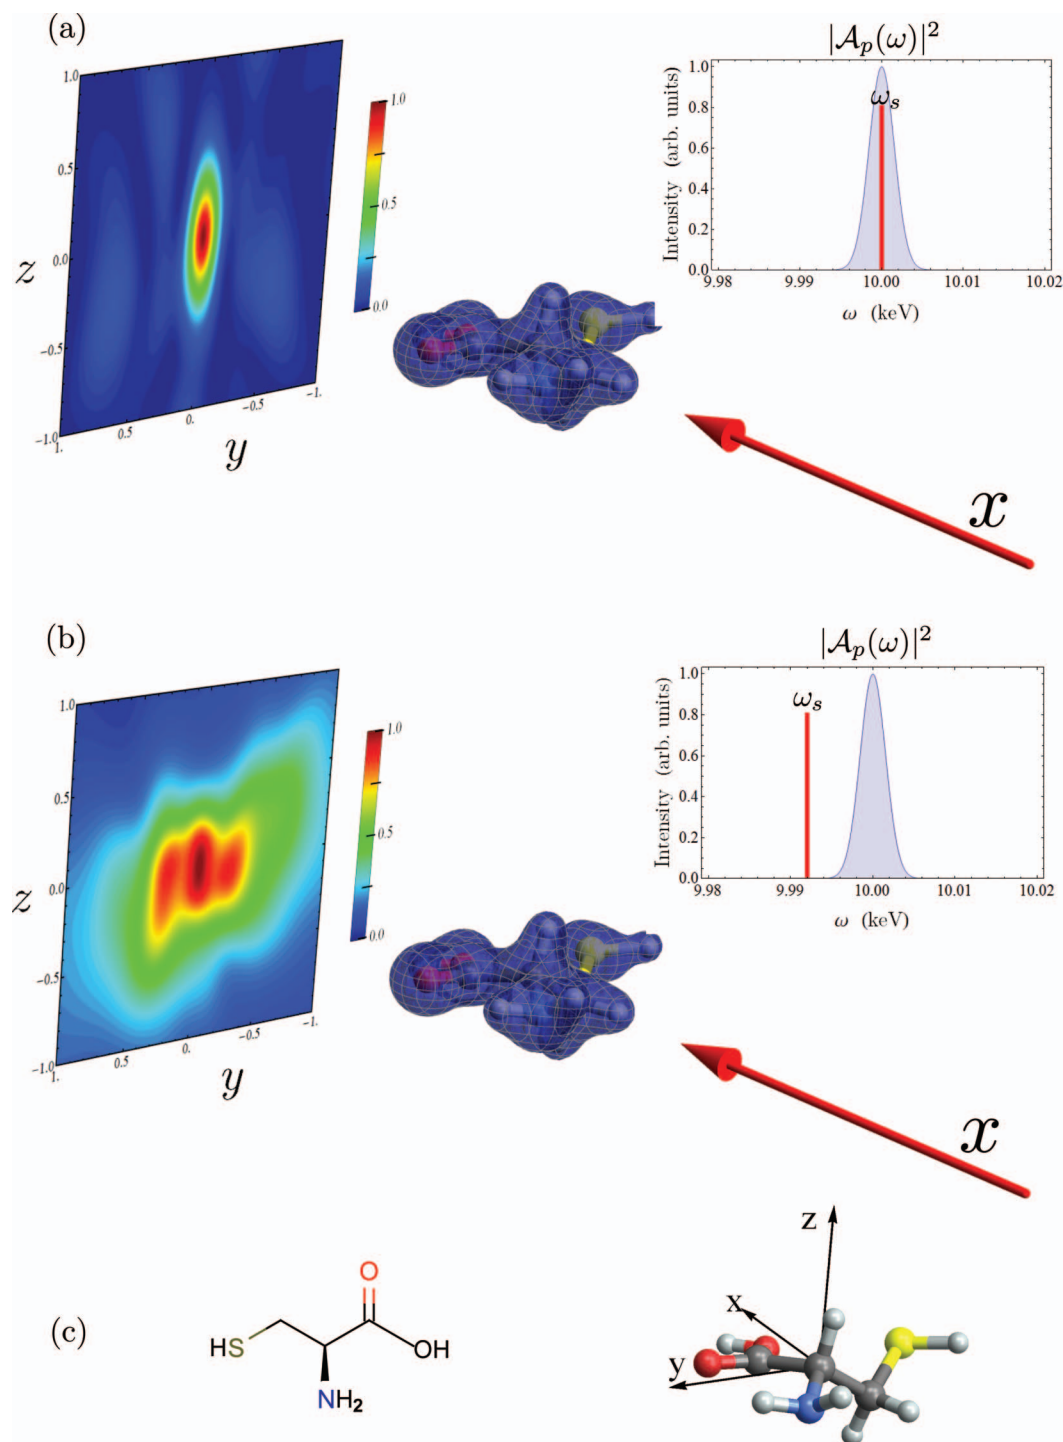 (a)
|𝒜ₚ(ω)|²
1.0
0.5
0.0
−0.5
−1.0
z
1.
0.5
0.
−0.5
−1.
y
1.0
0.5
0.0
Intensity (arb. units)
1.0
0.8
0.6
0.4
0.2
0.0
ωₛ
9.98
9.99
10.00
10.01
10.02
ω (keV)
x
(b)
|𝒜ₚ(ω)|²
1.0
0.5
0.0
−0.5
−1.0
z
1.
0.5
0.
−0.5
−1.
y
1.0
0.5
0.0
Intensity (arb. units)
1.0
0.8
0.6
0.4
0.2
0.0
ωₛ
9.98
9.99
10.00
10.01
10.02
ω (keV)
x
(c)
O
HS
OH
NH₂
z
x
y